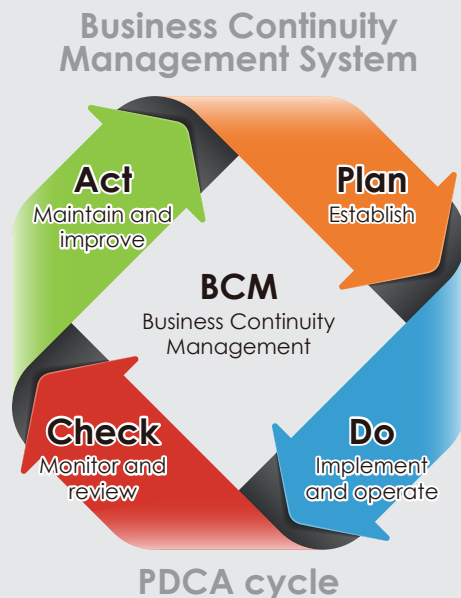 Business Continuity
Management System
Act
Maintain and
improve
Plan
Establish
BCM
Business Continuity
Management
Check
Monitor and
review
Do
Implement
and operate
PDCA cycle